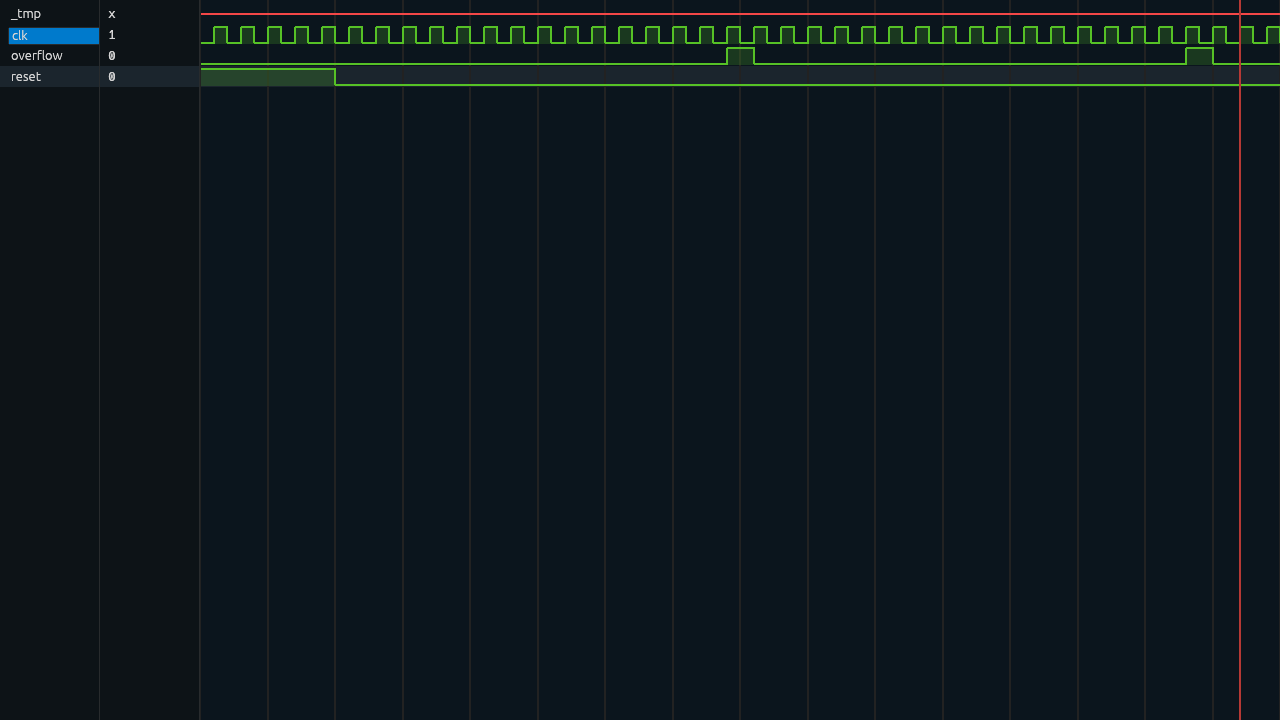 _tmp x
clk 1
overflow 0
reset 0